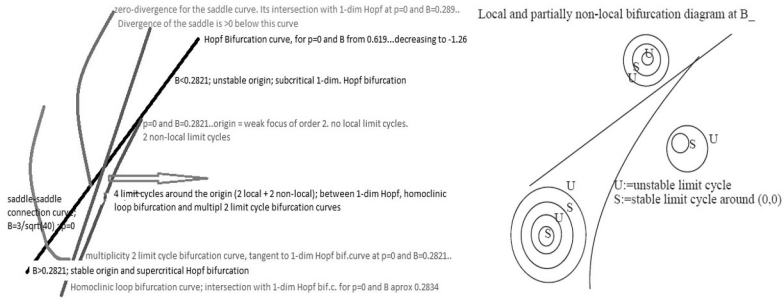 zero-divergence for the saddle curve. Its intersection with 1-dim Hopf at p=0 and B=0.289..
Divergence of the saddle is >0 below this curve
Hopf Bifurcation curve, for p=0 and B from 0.619...decreasing to -1.26
B<0.2821; unstable origin; subcritical 1-dim. Hopf bifurcation
p=0 and B=0.2821..origin = weak focus of order 2. no local limit cycles.
2 non-local limit cycles
4 limit cycles around the origin (2 local + 2 non-local); between 1-dim Hopf, homoclinic
loop bifurcation and multipl 2 limit cycle bifurcation curves
saddle-saddle
connection curve;
B=3/sqrt(40) :p=0
multiplicity 2 limit cycle bifurcation curve, tangent to 1-dim Hopf bif.curve at p=0 and B=0.2821..
B>0.2821; stable origin and supercritical Hopf bifurcation
Homoclinic loop bifurcation curve; intersection with 1-dim Hopf bif.c. for p=0 and B aprox 0.2834
Local and partially non-local bifurcation diagram at B_
U
S
U
S
U
U:=unstable limit cycle
S:=stable limit cycle around (0,0)
U
S
U
S